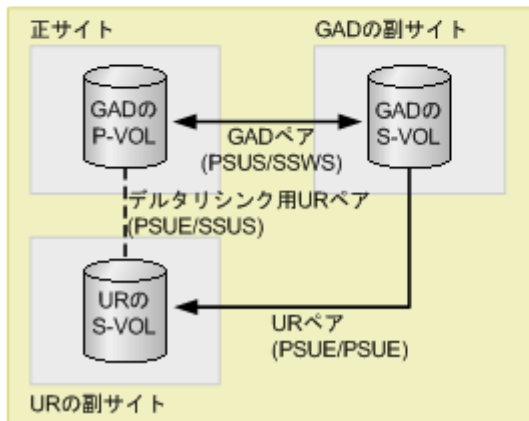 正サイト
GADの副サイト
GADの
P-VOL
GADの
S-VOL
GADペア
(PSUS/SSWS)
デルタリシンク用URペア
(PSUE/SSUS)
URの
S-VOL
URペア
(PSUE/PSUE)
URの副サイト